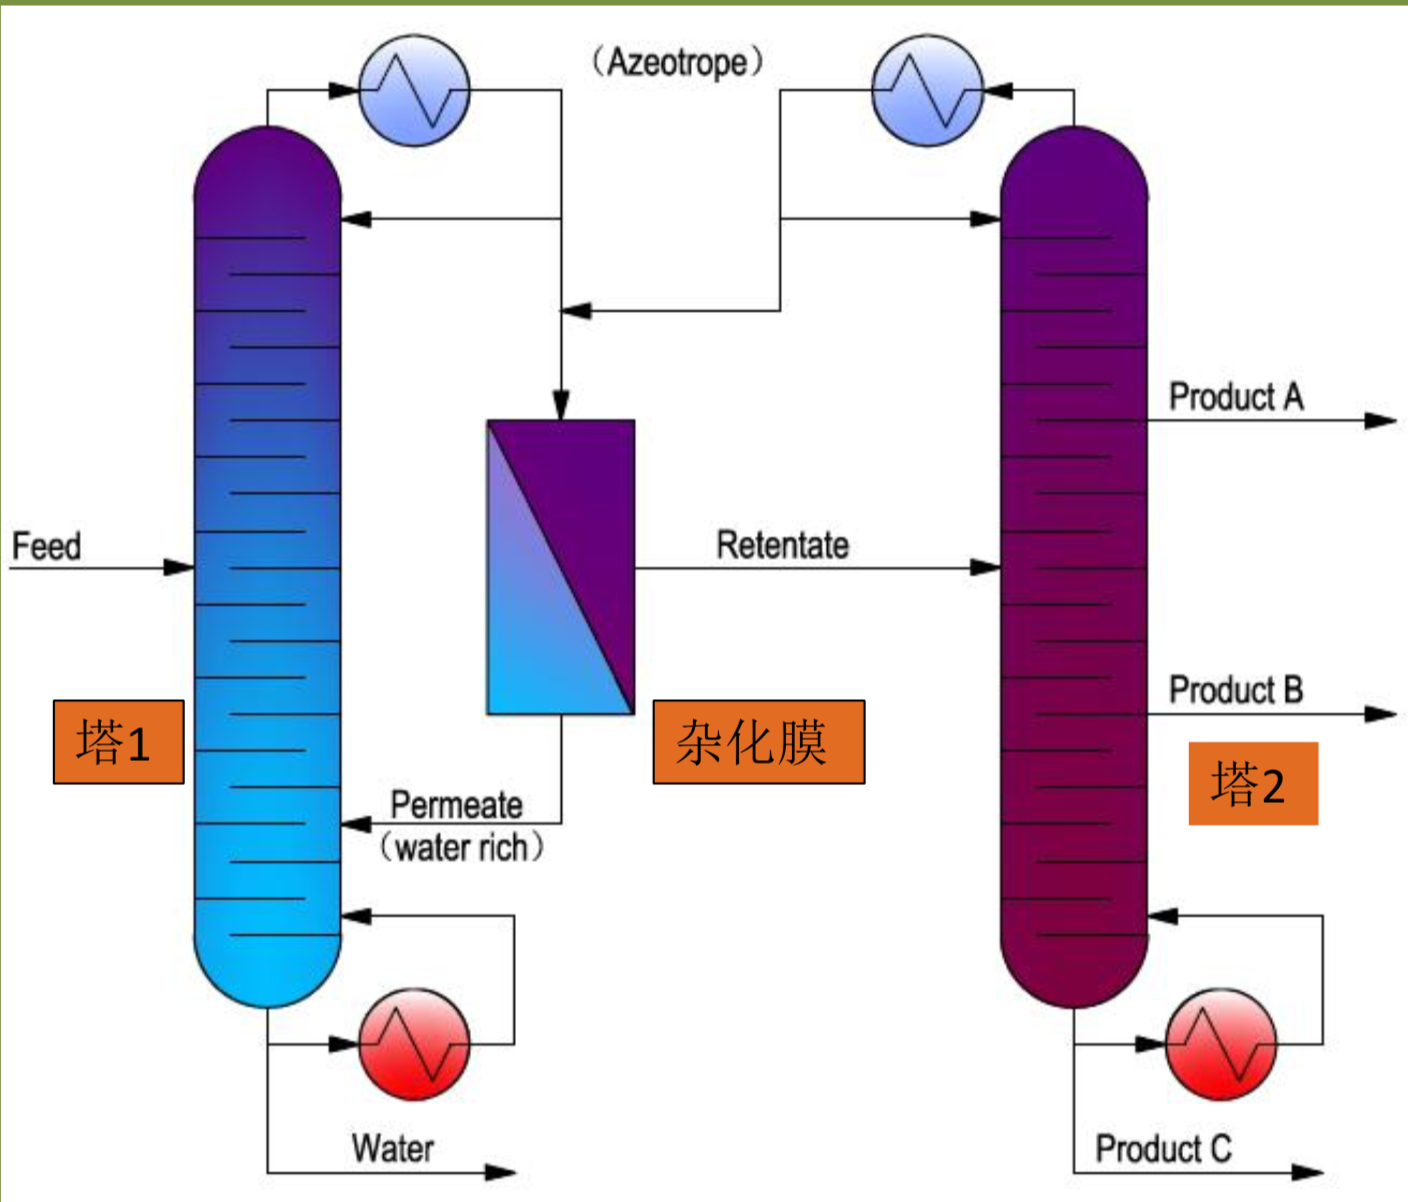 （Azeotrope）
Product A
Feed
Retentate
Product B
塔1
杂化膜
塔2
Permeate
（water rich）
Water
Product C